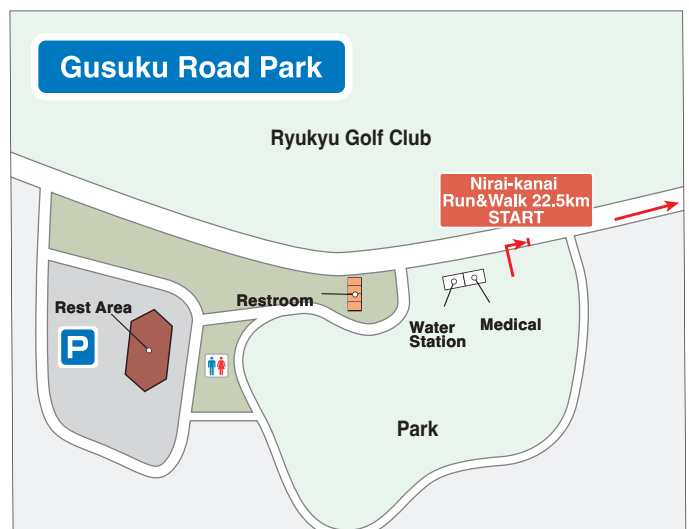 Gusuku Road Park
Ryukyu Golf Club
Nirai-kanai
Run&Walk 22.5km
START
Restroom
Rest Area
P
Water
Station
Medical
Park